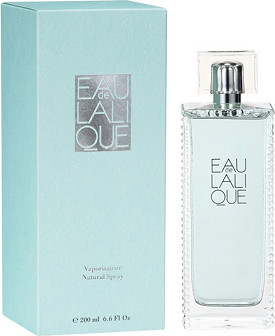 EAU
de
LALI
QUE
Vaporisateur
Natural Spray
e 200 ml 6.6 Fl Oz
EAU
de
LALI
QUE